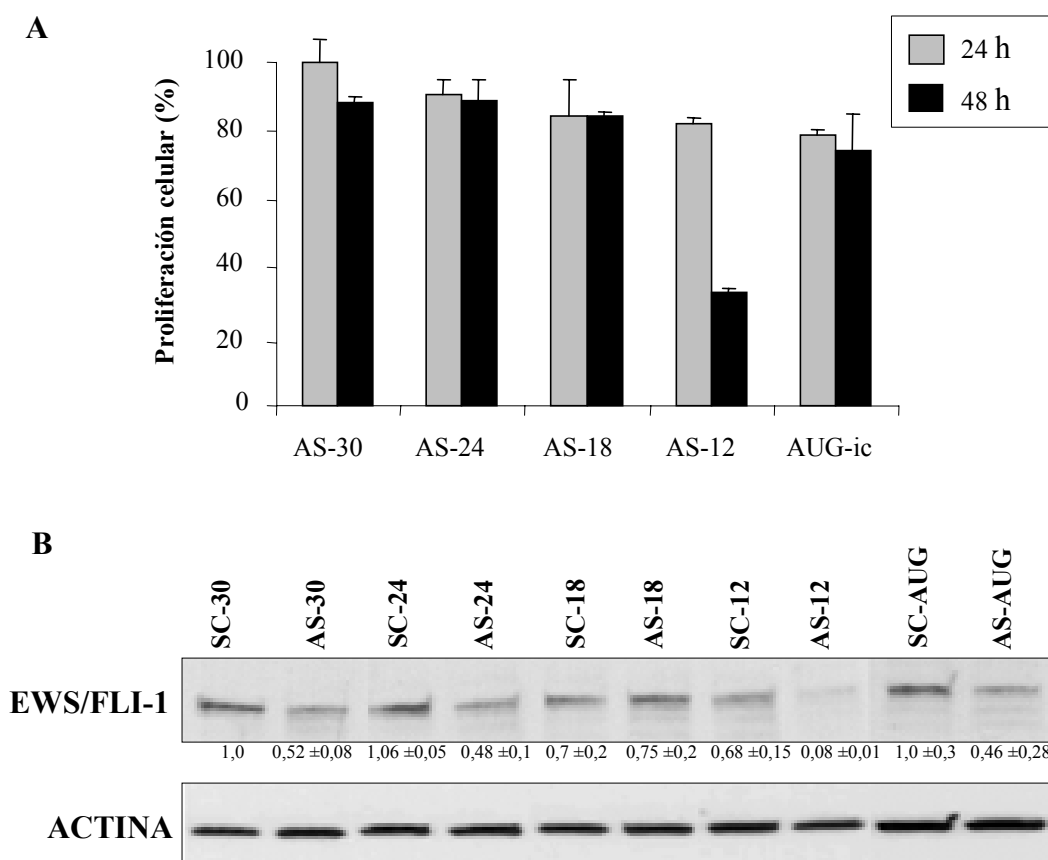 A
24 h
48 h
Proliferación celular (%)
100
80
60
40
20
0
AS-30 AS-24 AS-18 AS-12 AUG-ic
B
SC-30 AS-30 SC-24 AS-24 SC-18 AS-18 SC-12 AS-12 SC-AUG AS-AUG
EWS/FLI-1
1,0 0,52 ±0,08 1,06 ±0,05 0,48 ±0,1 0,7 ±0,2 0,75 ±0,2 0,68 ±0,15 0,08 ±0,01 1,0 ±0,3 0,46 ±0,28
ACTINA